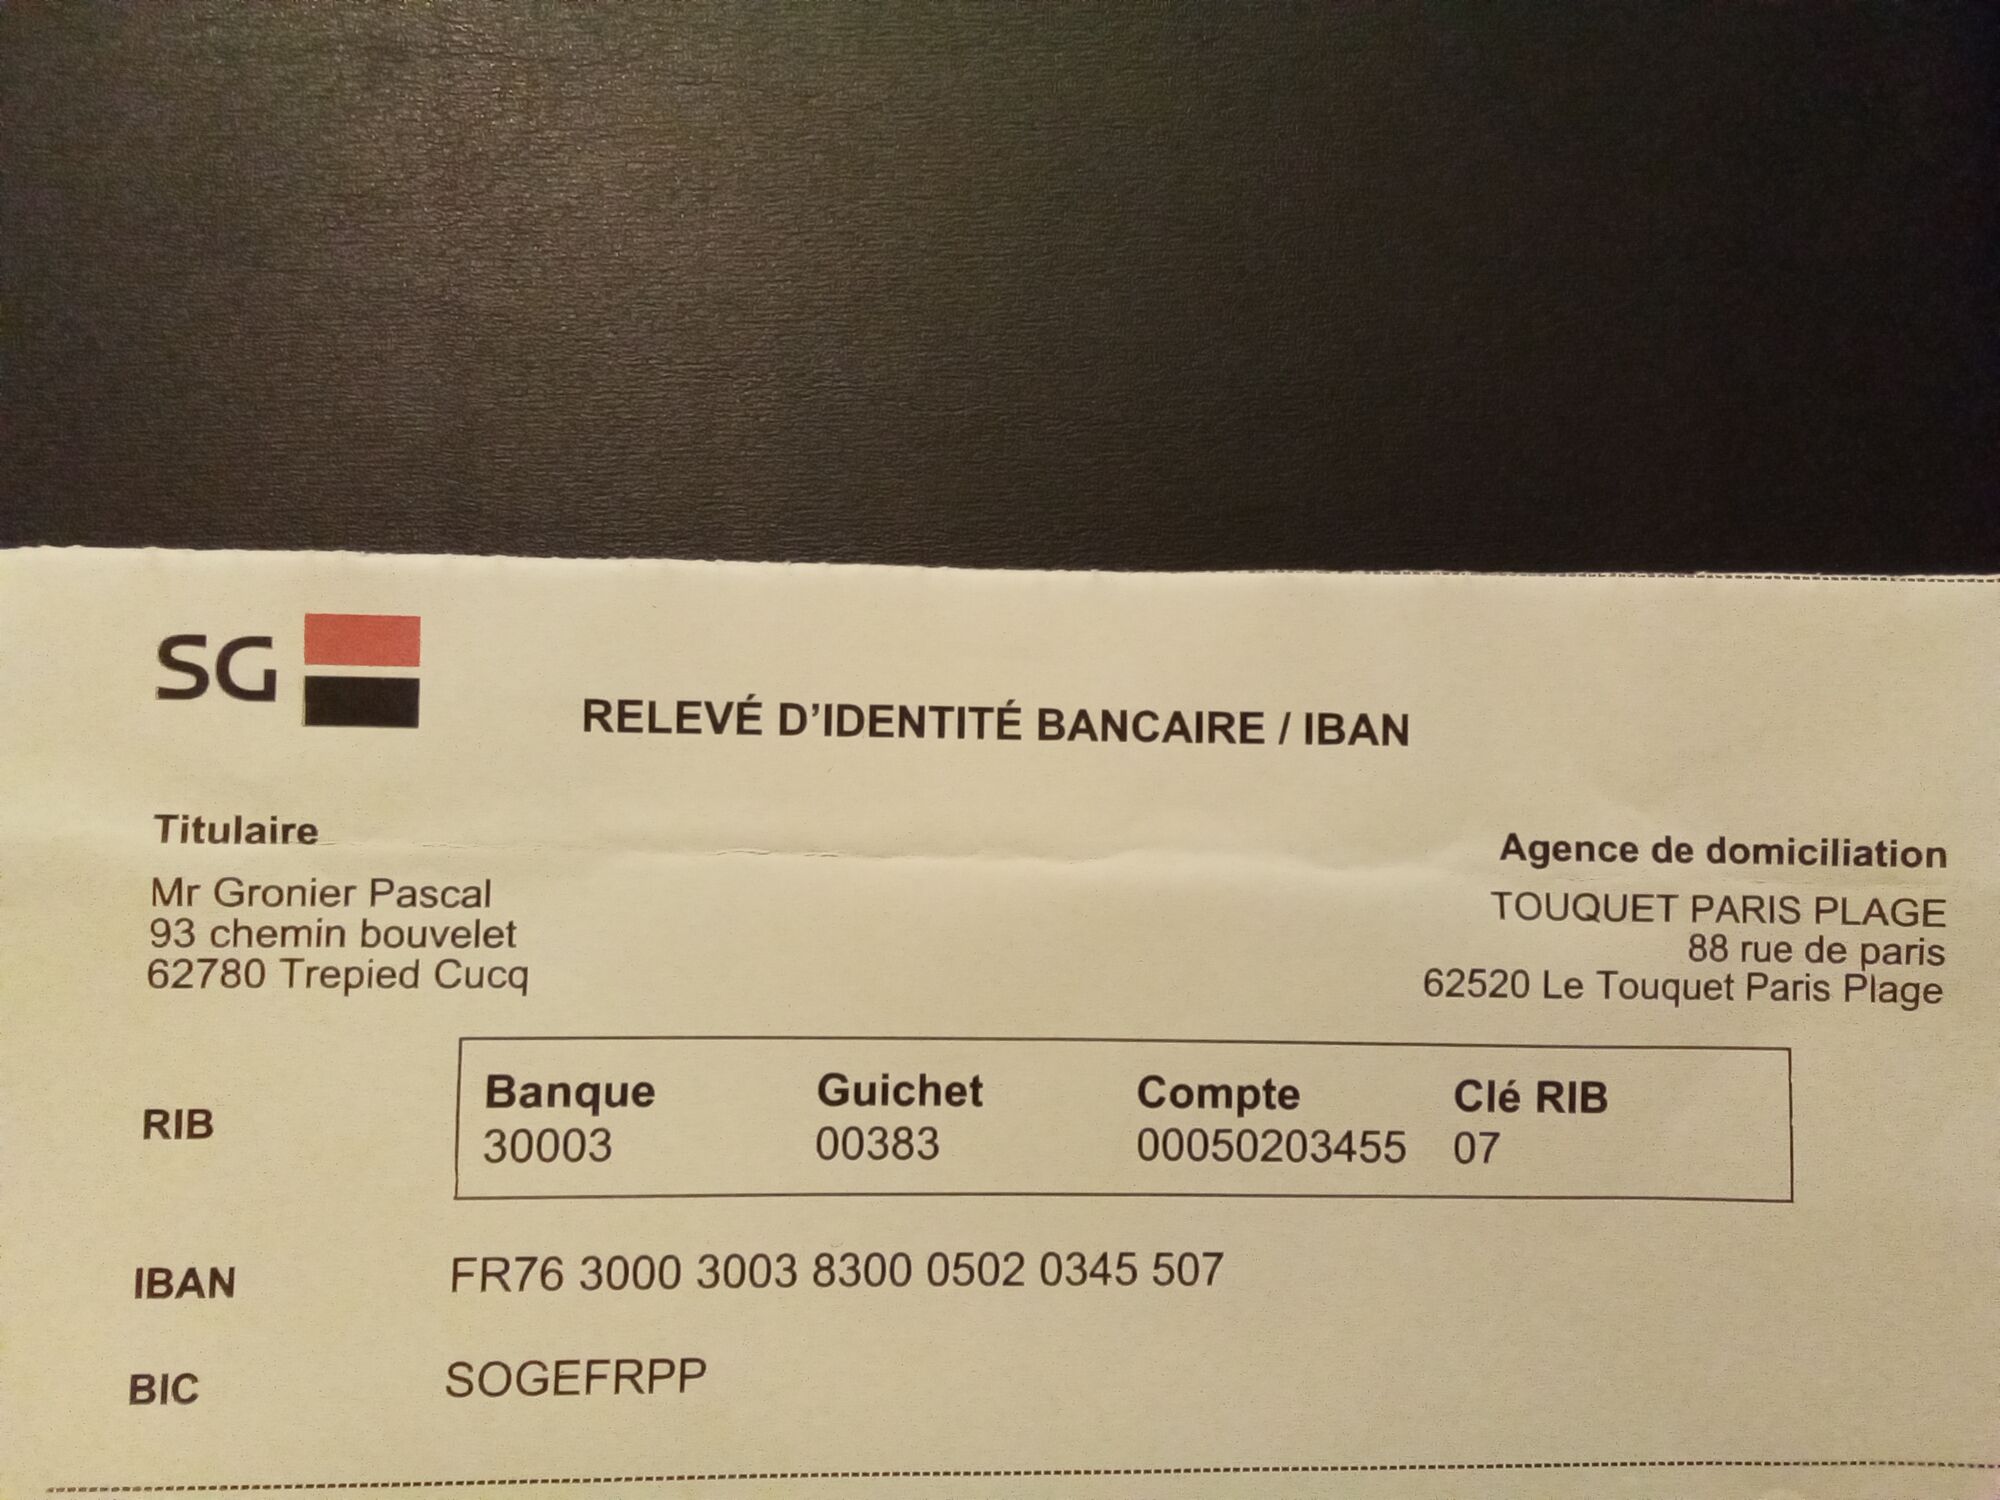 SG
RELEVÉ D'IDENTITÉ BANCAIRE / IBAN
Titulaire
Mr Gronier Pascal
93 chemin bouvelet
62780 Trepied Cucq
Agence de domiciliation
TOUQUET PARIS PLAGE
88 rue de paris
62520 Le Touquet Paris Plage
RIB
Banque Guichet Compte Clé RIB
30003 00383 00050203455 07
IBAN FR76 3000 3003 8300 0502 0345 507
BIC SOGEFRPP